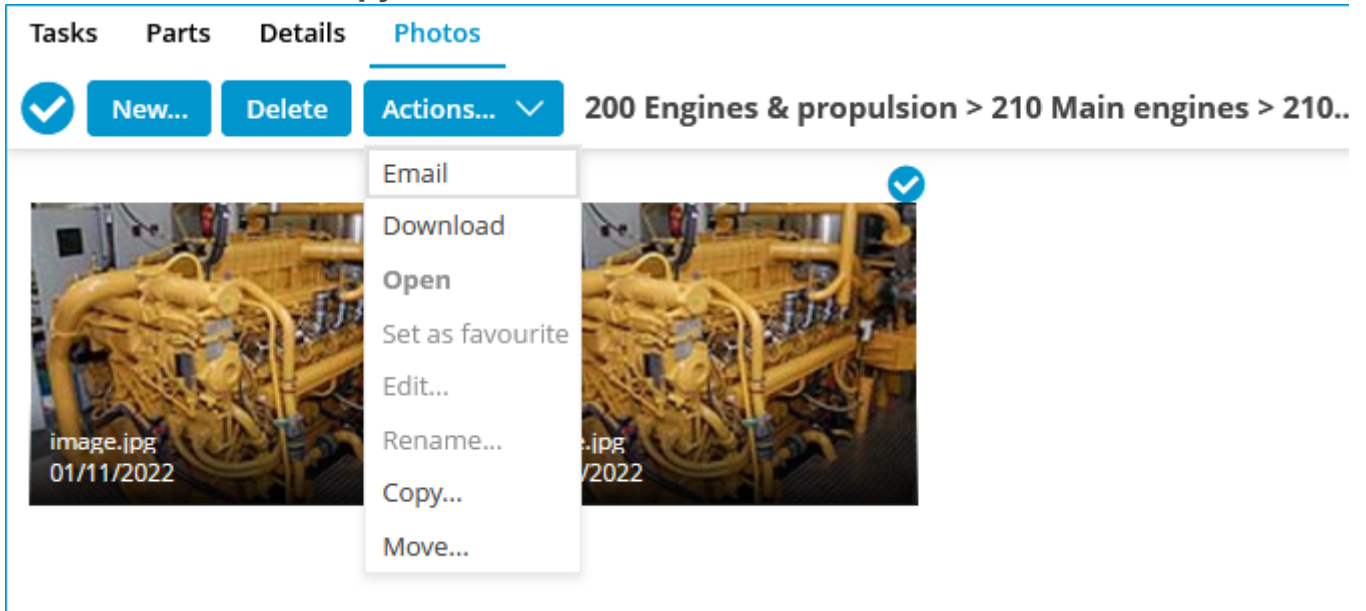 Tasks Parts Details Photos
New... Delete Actions... 200 Engines & propulsion > 210 Main engines > 210..
Email
Download
Open
Set as favourite
Edit...
Rename...
Copy...
Move...
image.jpg
01/11/2022
.jpg
/2022